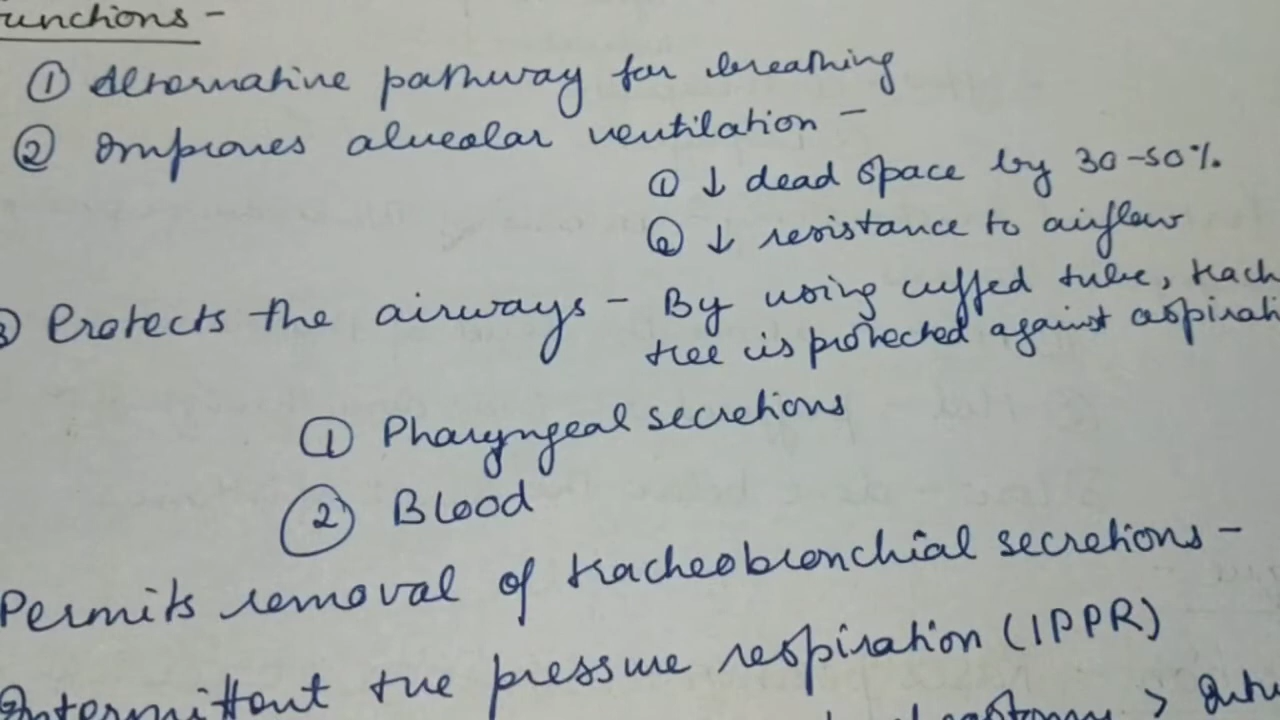 unctions -
① Alternative pathway for breathing
② Improves alveolar ventilation -
① ↓ dead space by 30-50%.
② ↓ resistance to airflow
③ Protects the airways - By using cuffed tube, trach
tree is protected against aspirati
① Pharyngeal secretions
② Blood
Permits removal of tracheobronchial secretions -
Intermittent +ve pressure respiration (IPPR)
>